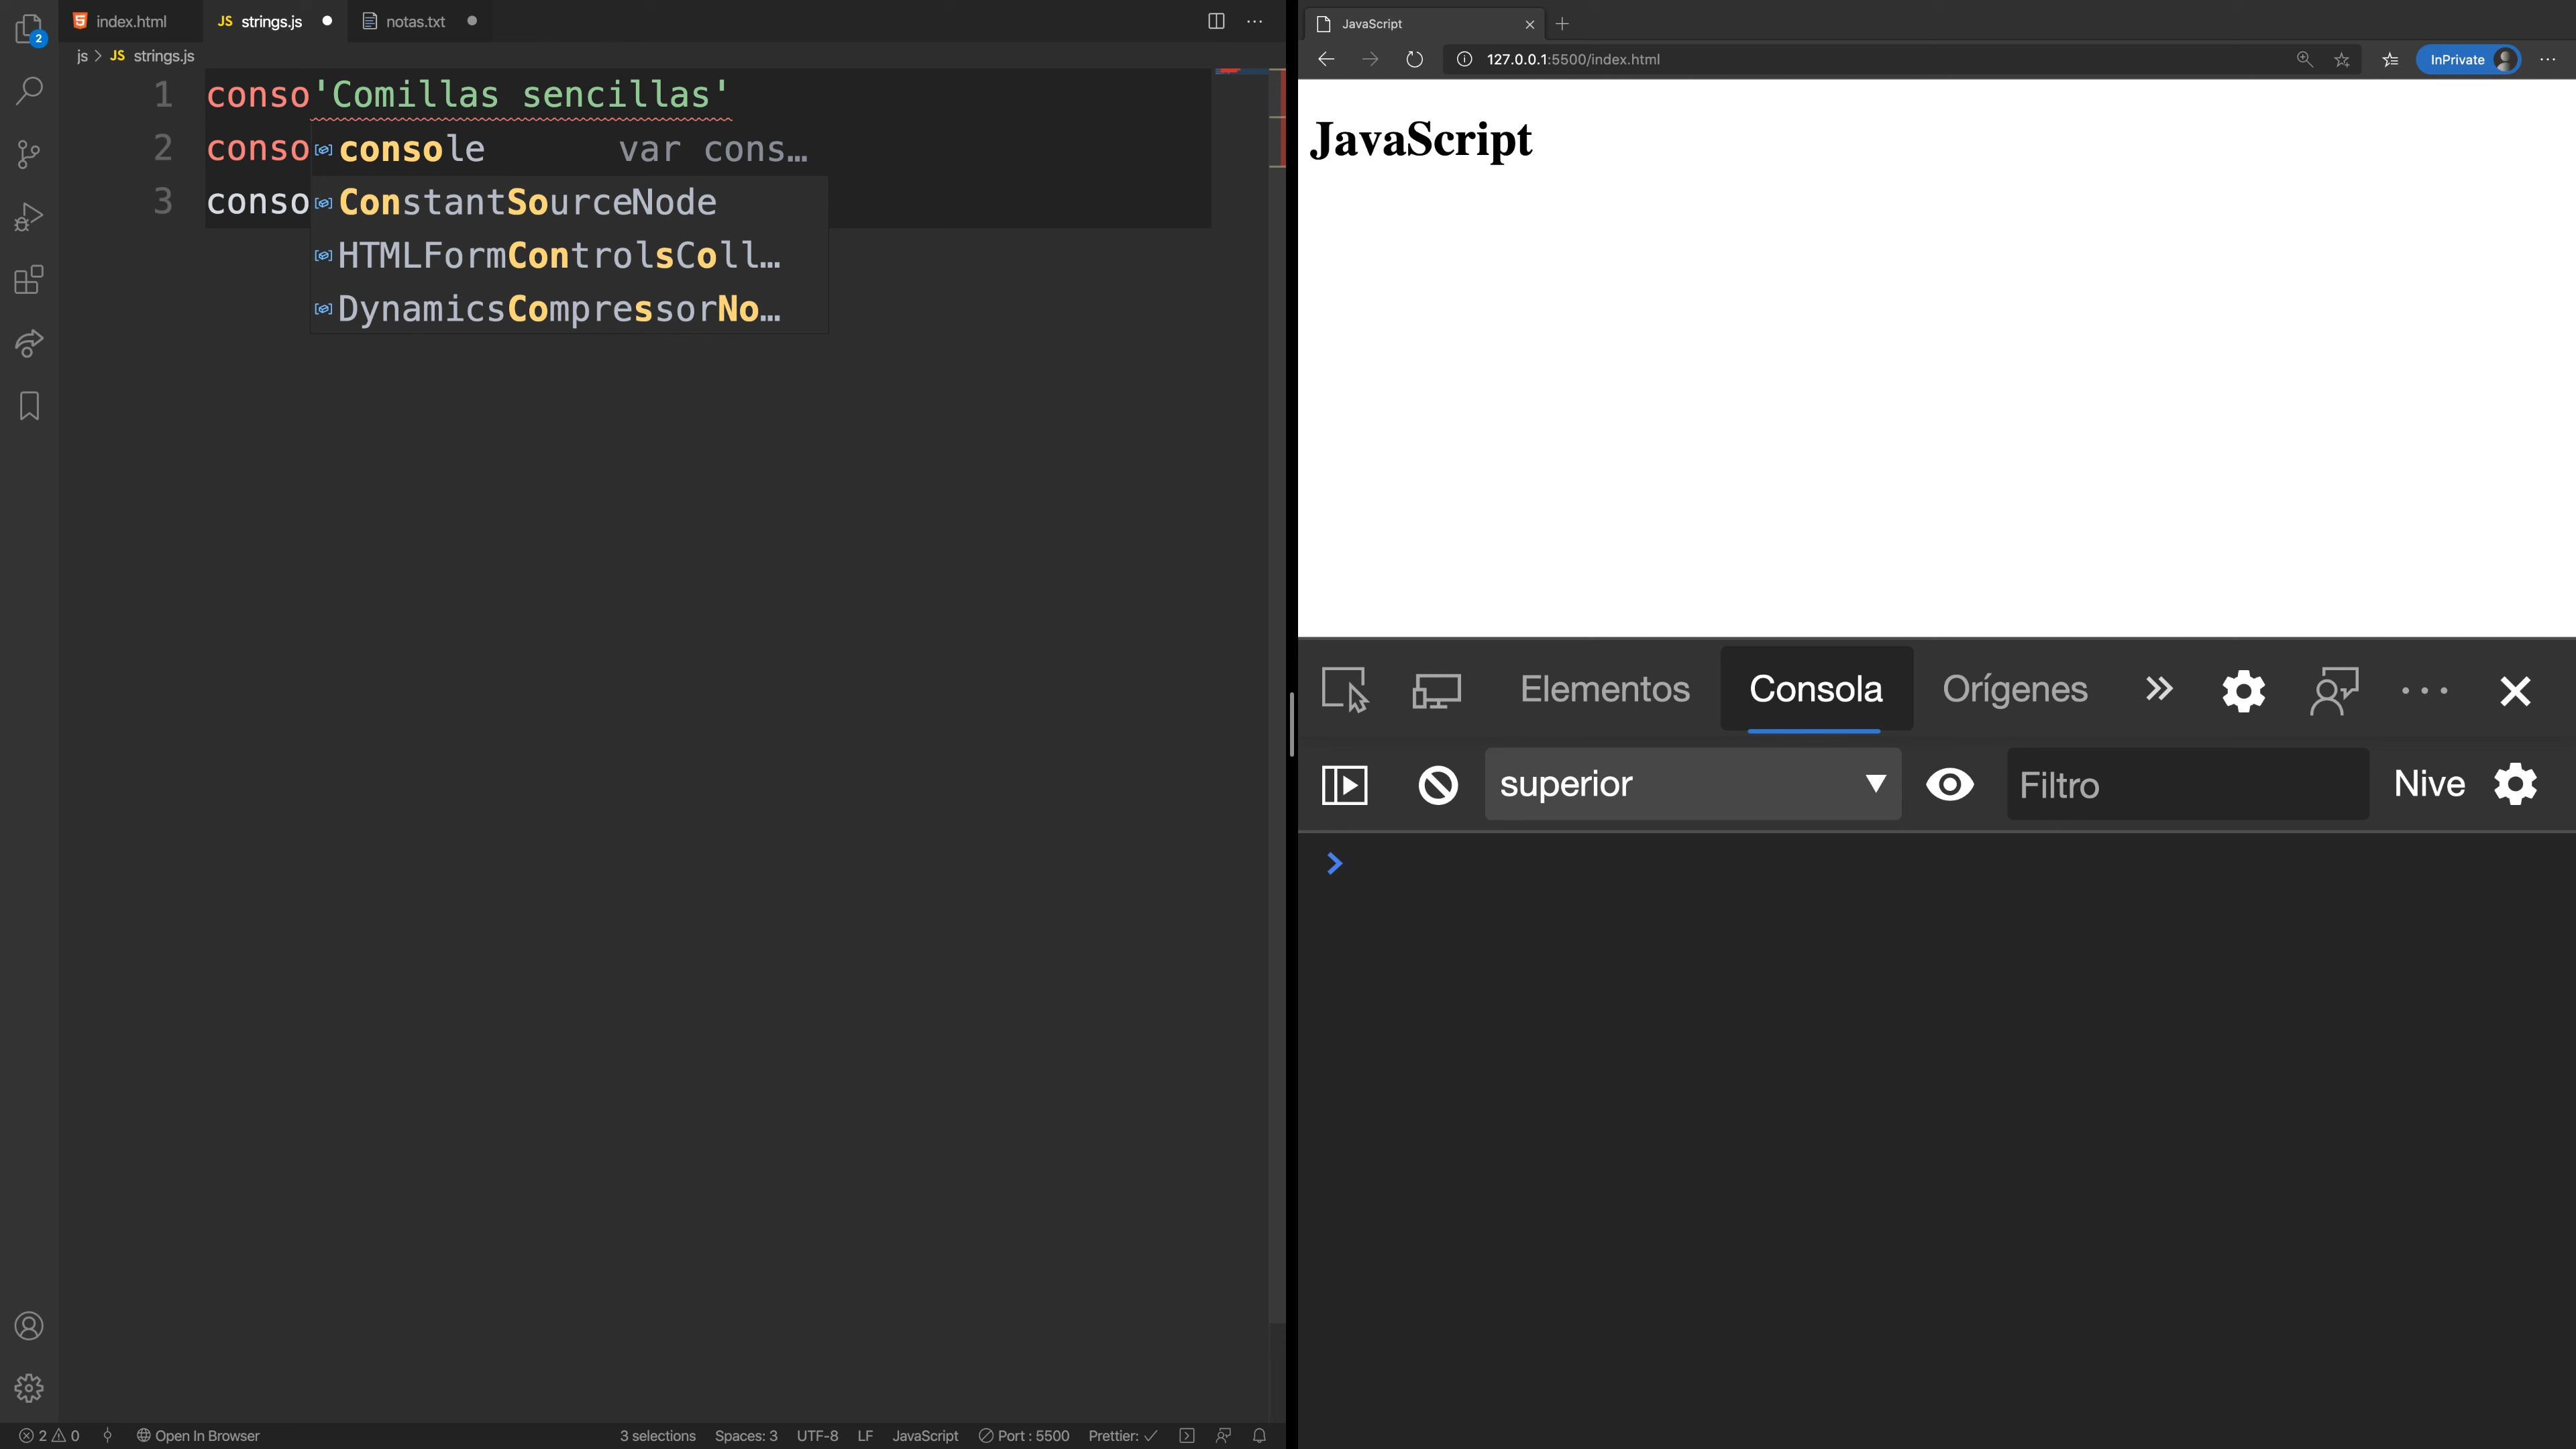 2
index.html
JS strings.js
notas.txt
js > JS strings.js
1 conso'Comillas sencillas'
2 conso
3 conso
console var cons…
ConstantSourceNode
HTMLFormControlsColl…
DynamicsCompressorNo…
2 0 Open In Browser
3 selections Spaces: 3 UTF-8 LF JavaScript Port : 5500 Prettier: ✓
JavaScript
127.0.0.1:5500/index.html
InPrivate
JavaScript
Elementos Consola Orígenes
superior Filtro Nive